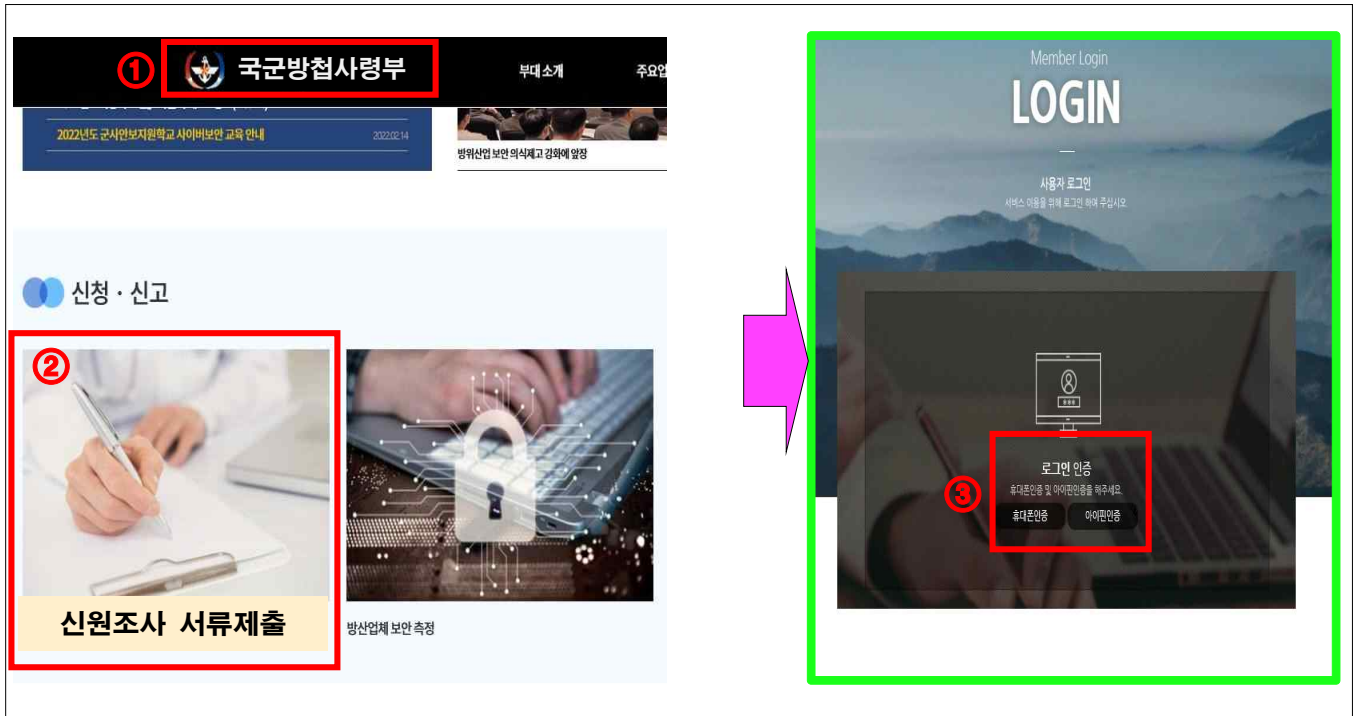 ① 국군방첩사령부
부대 소개
주요업
2022년도 군사안보지원학교 사이버보안 교육 안내
2022.02.14
방위산업 보안 의식제고 강화에 앞장
신청 · 신고
②
신원조사 서류제출
방산업체 보안 측정
Member Login
LOGIN
사용자 로그인
서비스 이용을 위해 로그인 하여 주십시오
③
로그인 인증
휴대폰인증 및 아이핀인증을 해주세요.
휴대폰인증
아이핀인증